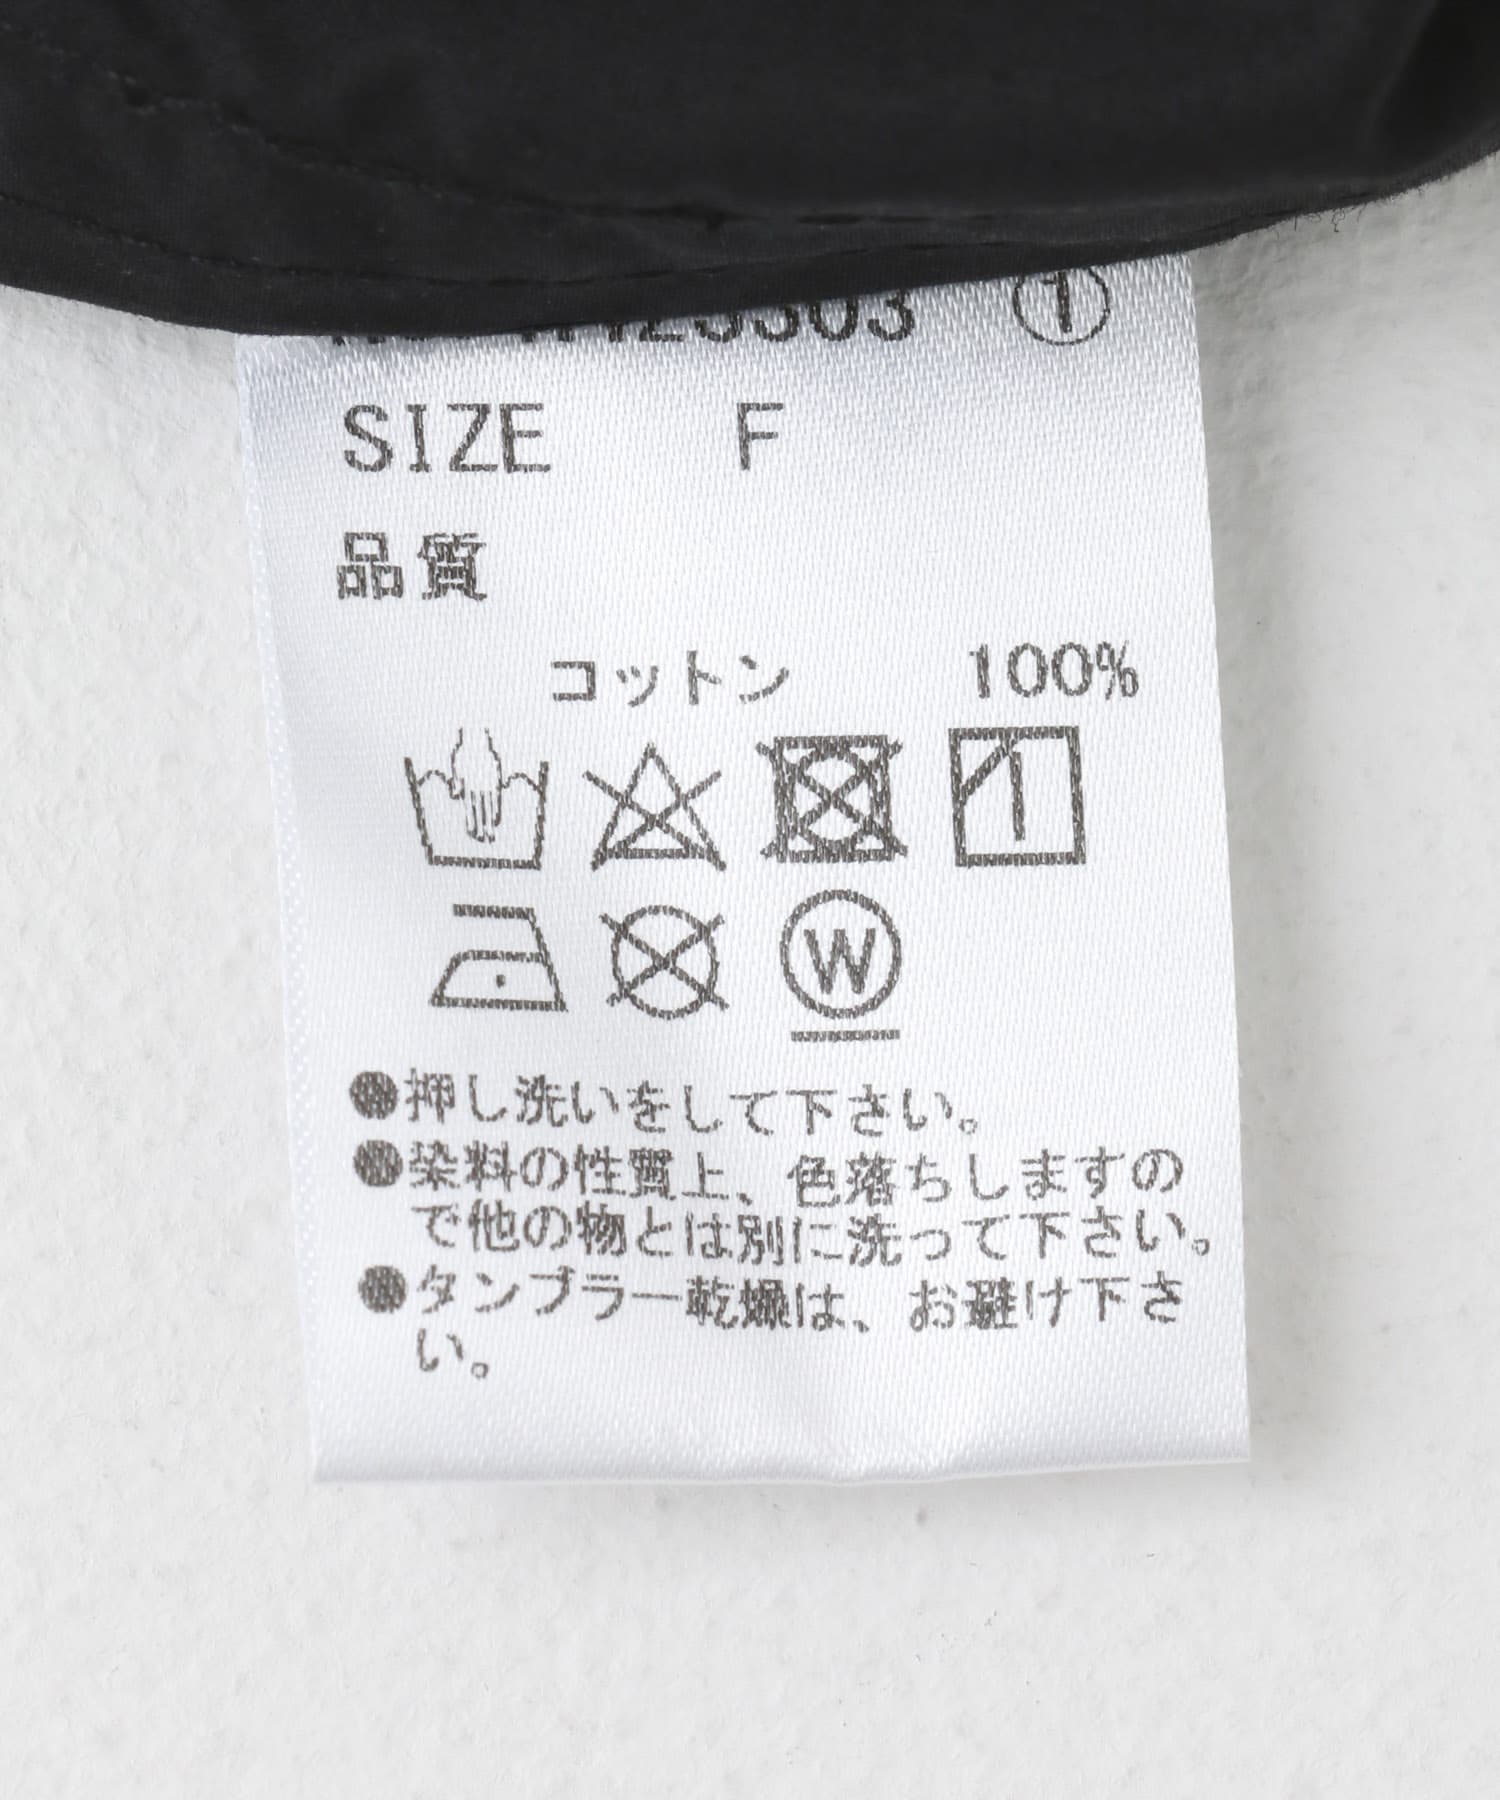 ①
SIZE F
品質
コットン 100%
W
●押し洗いをして下さい。
●染料の性質上、色落ちしますの
で他の物とは別に洗って下さい。
●タンブラー乾燥は、お避け下さ
い。